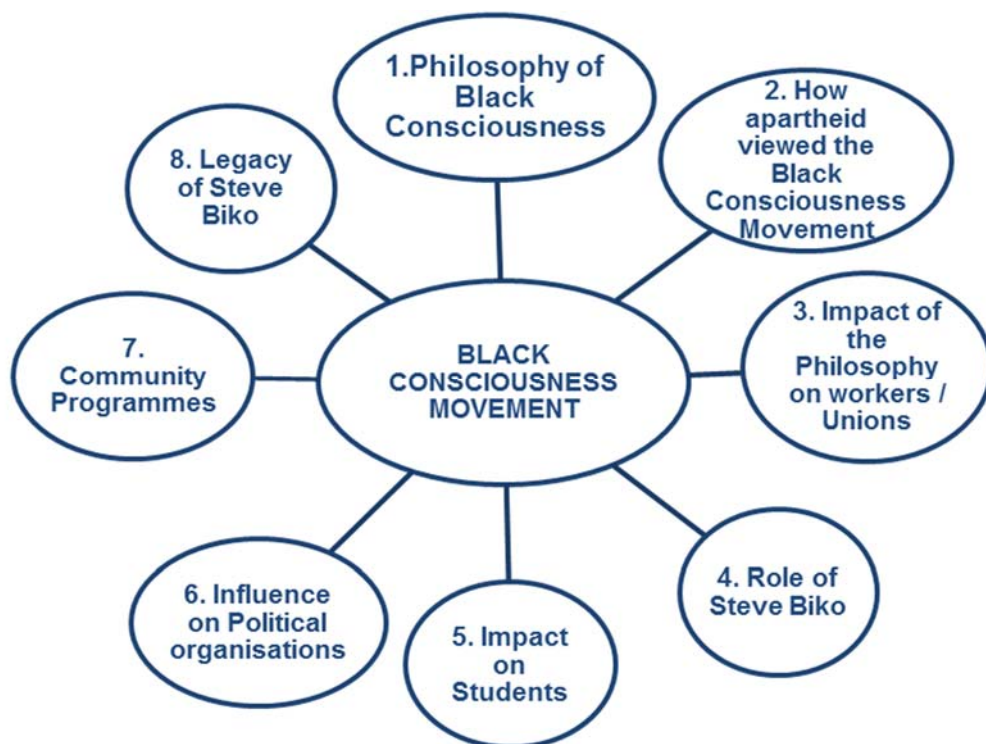 1.Philosophy of
Black
Consciousness
2. How
apartheid
viewed the
Black
Consciousness
Movement
3. Impact of
the
Philosophy
on workers /
Unions
4. Role of
Steve Biko
5. Impact
on
Students
6. Influence
on Political
organisations
7.
Community
Programmes
8. Legacy
of Steve
Biko
BLACK
CONSCIOUSNESS
MOVEMENT